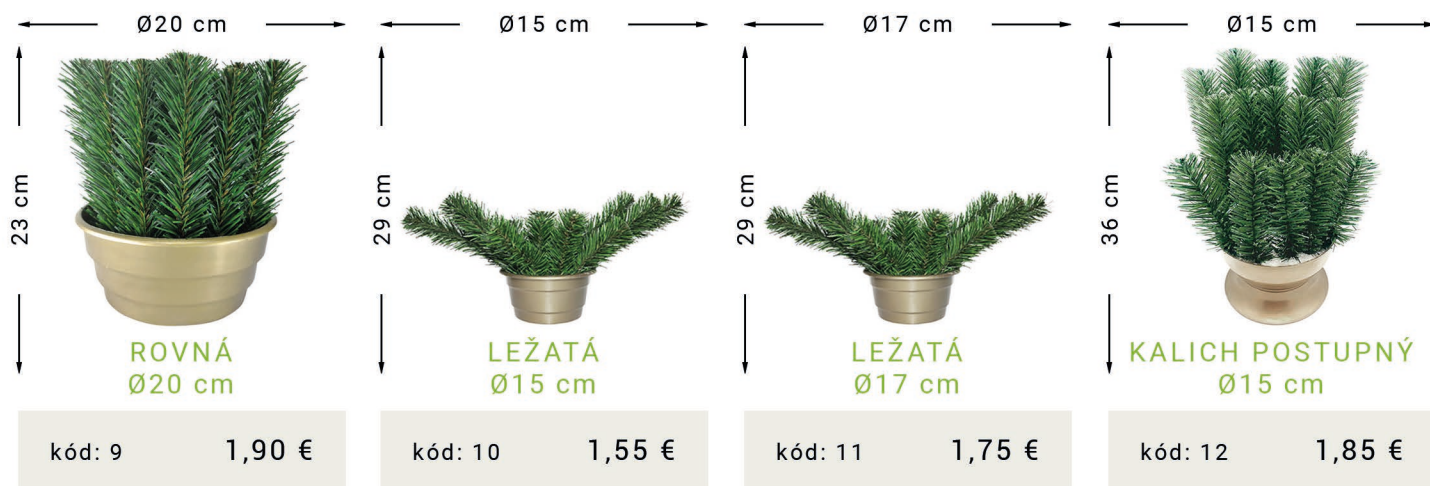 Ø20 cm
23 cm
ROVNÁ
Ø20 cm
kód: 9 1,90 €
Ø15 cm
29 cm
LEŽATÁ
Ø15 cm
kód: 10 1,55 €
Ø17 cm
29 cm
LEŽATÁ
Ø17 cm
kód: 11 1,75 €
Ø15 cm
36 cm
KALICH POSTUPNÝ
Ø15 cm
kód: 12 1,85 €